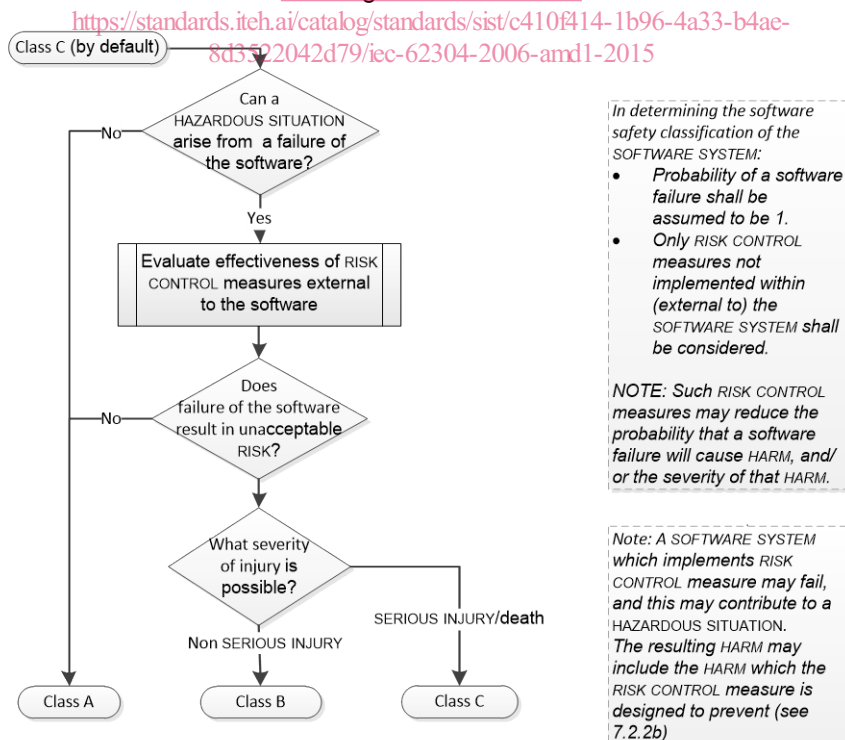 https://standards.iteh.ai/catalog/standards/sist/c410f414-1b96-4a33-b4ae-
8d3522042d79/iec-62304-2006-amd1-2015
Class C (by default)
Can a
HAZARDOUS SITUATION
arise from a failure of
the software?
No
Yes
Evaluate effectiveness of RISK
CONTROL measures external
to the software
Does
failure of the software
result in unacceptable
RISK?
No
What severity
of injury is
possible?
Non SERIOUS INJURY
SERIOUS INJURY/death
Class A
Class B
Class C
In determining the software
safety classification of the
SOFTWARE SYSTEM:
• Probability of a software
failure shall be
assumed to be 1.
• Only RISK CONTROL
measures not
implemented within
(external to) the
SOFTWARE SYSTEM shall
be considered.
NOTE: Such RISK CONTROL
measures may reduce the
probability that a software
failure will cause HARM, and/
or the severity of that HARM.
Note: A SOFTWARE SYSTEM
which implements RISK
CONTROL measure may fail,
and this may contribute to a
HAZARDOUS SITUATION.
The resulting HARM may
include the HARM which the
RISK CONTROL measure is
designed to prevent (see
7.2.2b)